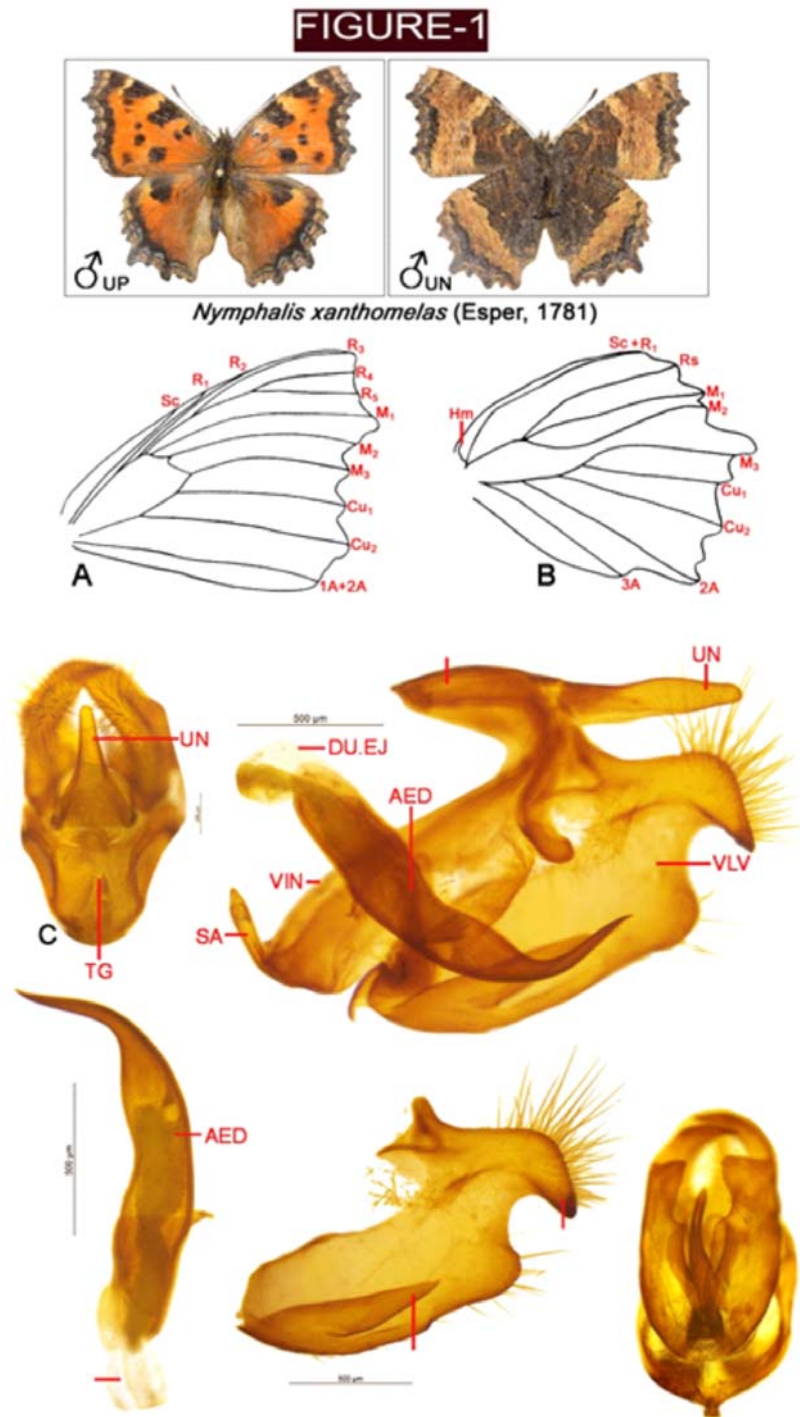 FIGURE-1
♂UP
♂UN
Nymphalis xanthomelas (Esper, 1781)
Sc
R1
R2
R3
R4
R5
M1
M2
M3
Cu1
Cu2
1A+2A
A
Hm
Sc +R1
Rs
M1
M2
M3
Cu1
Cu2
2A
3A
B
UN
TG
C
500 µm
DU.EJ
AED
VIN
SA
UN
VLV
500 µm
AED
500 µm